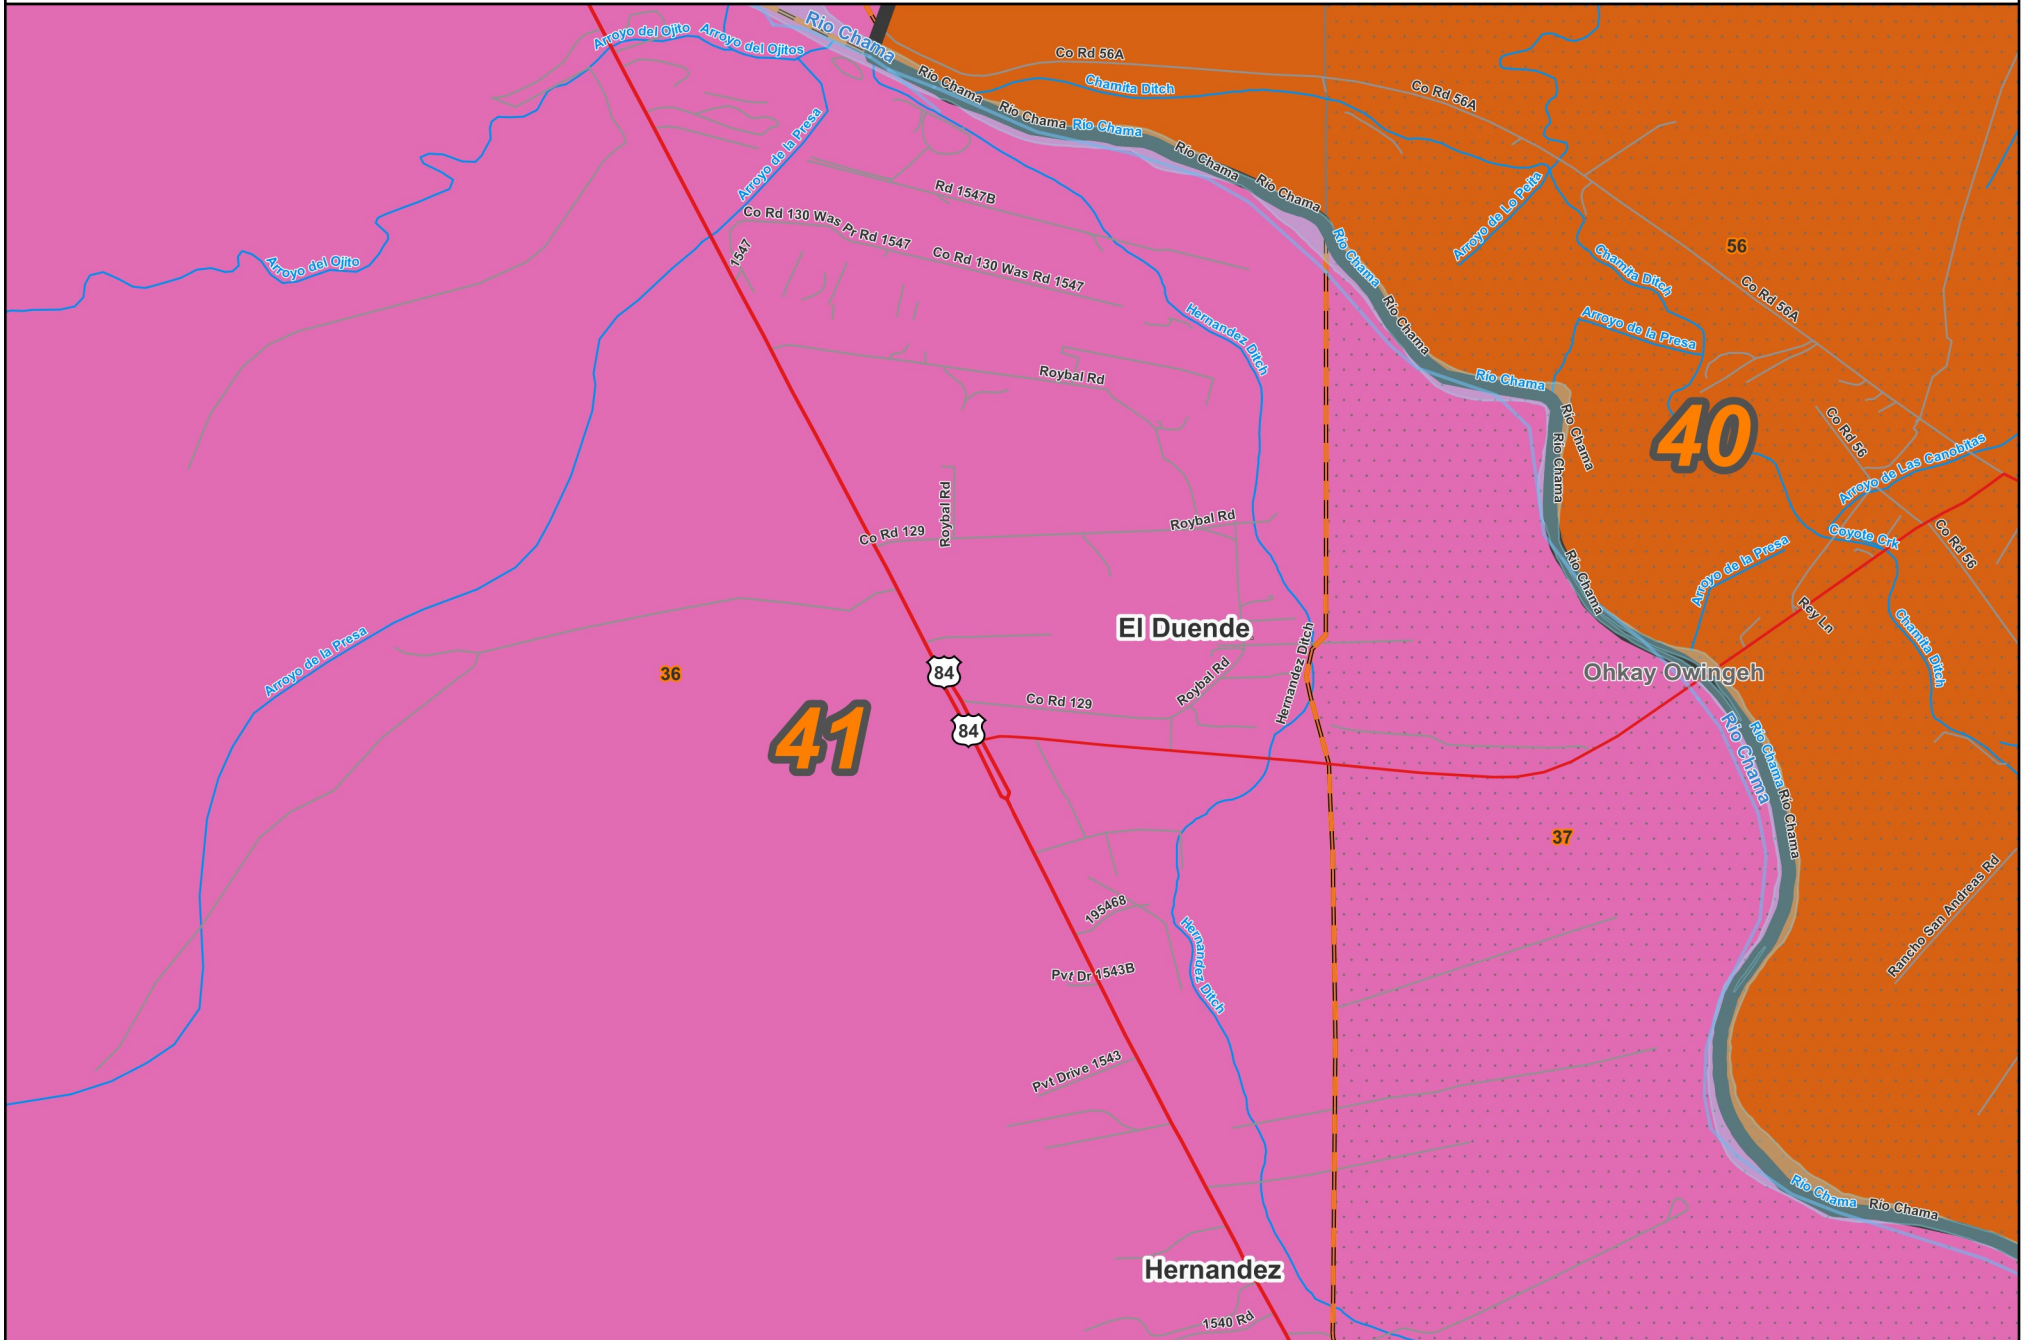 Rio Chama
Arroyo del Ojito
Arroyo del Ojitos
Co Rd 56A
Rio Chama
Chamita Ditch
Co Rd 56A
Rio Chama
Rio Chama
Arroyo de la Presa
Rio Chama
Rd 1547B
Rio Chama
Arroyo de Lo Peita
Co Rd 130 Was Pr Rd 1547
1547
Co Rd 130 Was Rd 1547
Rio Chama
56
Chamita Ditch
Arroyo del Ojito
Co Rd 56A
Hernandez Ditch
Rio Chama
Arroyo de la Presa
Roybal Rd
Rio Chama
Rio Chama
40
Co Rd 56
Rio Chama
Arroyo de Las Canobitas
Roybal Rd
Roybal Rd
Co Rd 129
Coyote Crk
Co Rd 56
Rio Chama
Arroyo de la Presa
Rey Ln
El Duende
Arroyo de la Presa
Hernandez Ditch
Chamita Ditch
36
84
Roybal Rd
Ohkay Owingeh
Co Rd 129
41
84
Rio Chama
Rio Chama
Rio Chama
37
195468
Rancho San Andreas Rd
Hernandez Ditch
Pvt Dr 1543B
Pvt Drive 1543
Rio Chama
Rio Chama
Hernandez
1540 Rd